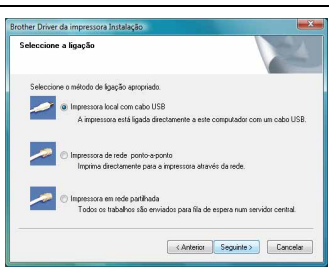 Brother Driver da impressora Instalação
Seleccione a ligação
Seleccione o método de ligação apropriado.
Impressora local com cabo USB
A impressora está ligada directamente a este computador com um cabo USB.
Impressora de rede ponto-a-ponto
Imprima directamente para a impressora através da rede.
Impressora em rede partilhada
Todos os trabalhos são enviados para fila de espera num servidor central.
< Anterior Seguinte > Cancelar